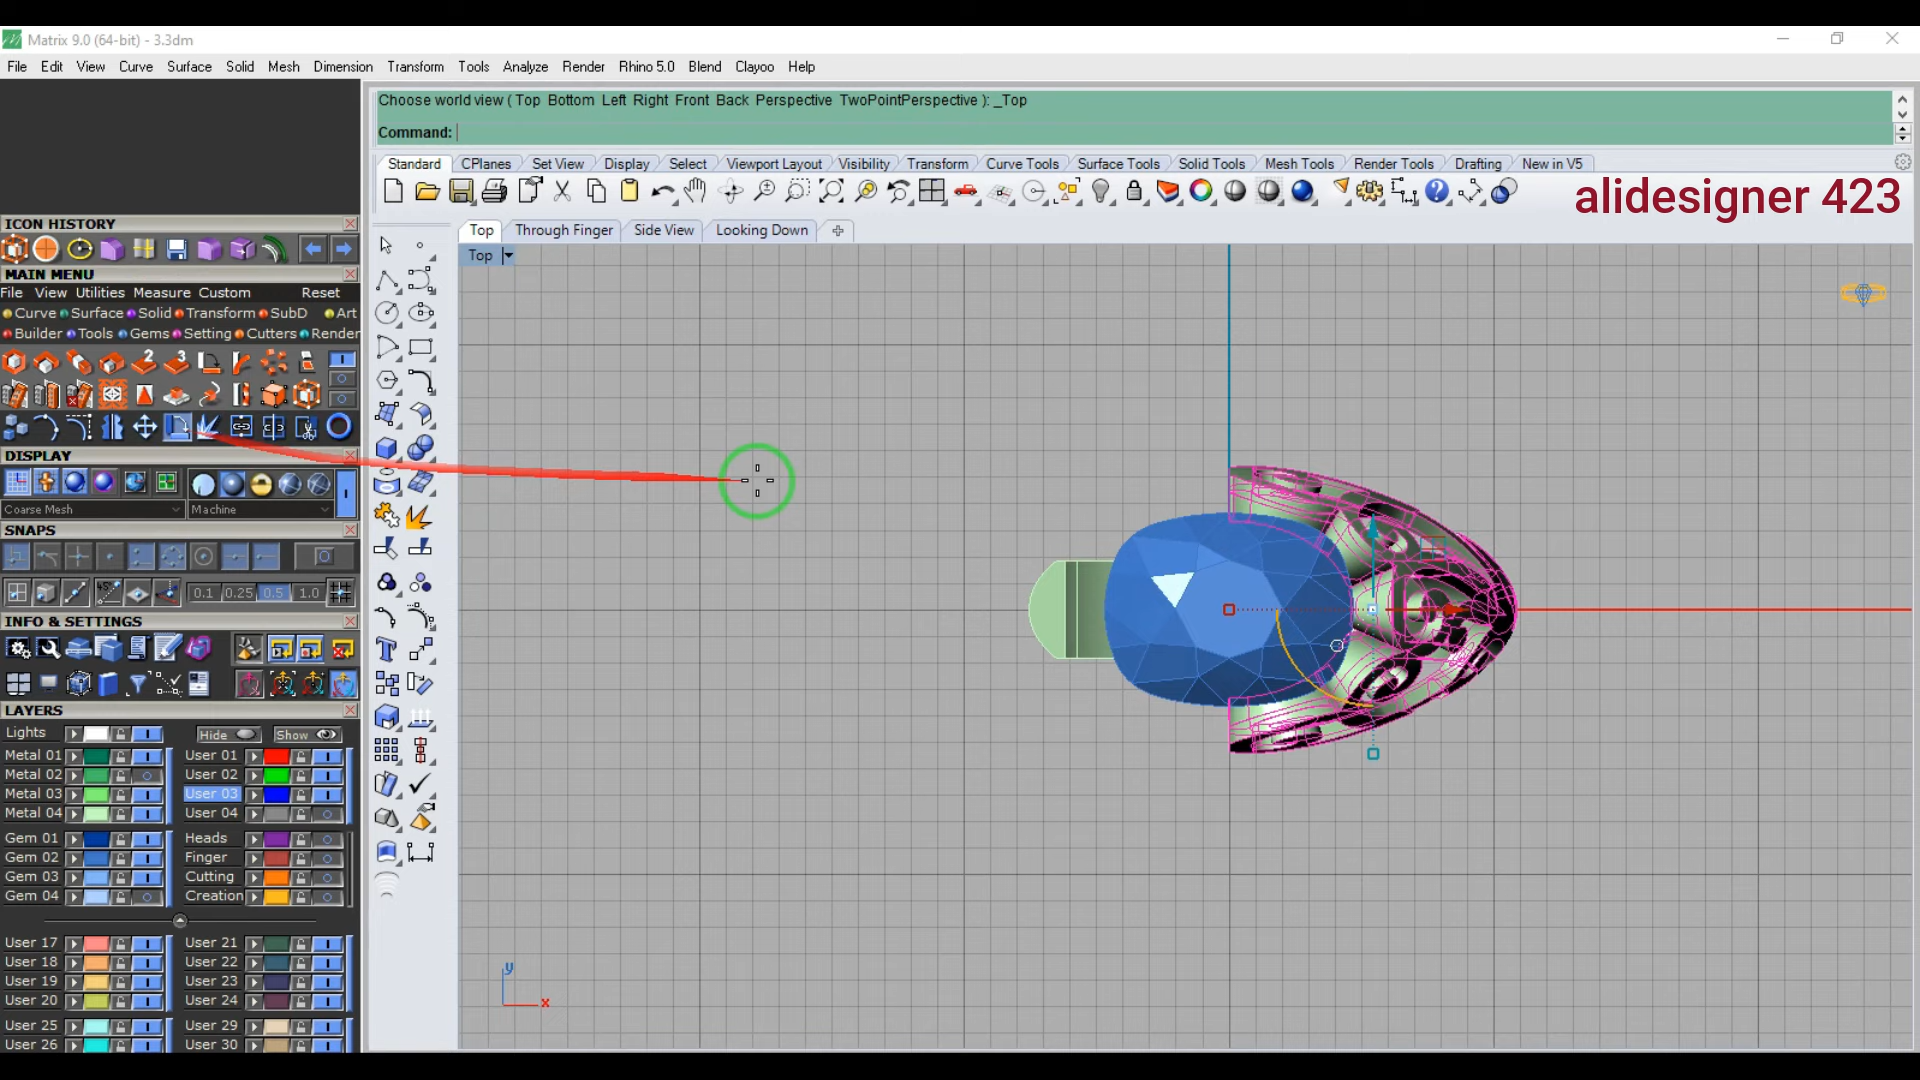 Matrix 9.0 (64-bit) - 3.3dm
File Edit View Curve Surface Solid Mesh Dimension Transform Tools Analyze Render Rhino 5.0 Blend Clayoo Help
Choose world view ( Top Bottom Left Right Front Back Perspective TwoPointPerspective ): _Top
Command:
Standard CPlanes Set View Display Select Viewport Layout Visibility Transform Curve Tools Surface Tools Solid Tools Mesh Tools Render Tools Drafting New in V5
alidesigner 423
Top Through Finger Side View Looking Down
Top
ICON HISTORY
MAIN MENU
File View Utilities Measure Custom Reset
Curve Surface Solid Transform SubD Art
Builder Tools Gems Setting Cutters Render
2 3
DISPLAY
Coarse Mesh Machine
SNAPS
45°
0.1 0.25 0.5 1.0
INFO & SETTINGS
LAYERS
Lights Hide Show
Metal 01 User 01
Metal 02 User 02
Metal 03 User 03
Metal 04 User 04
Gem 01 Heads
Gem 02 Finger
Gem 03 Cutting
Gem 04 Creation
User 17 User 21
User 18 User 22
User 19 User 23
User 20 User 24
User 25 User 29
User 26 User 30
y
x